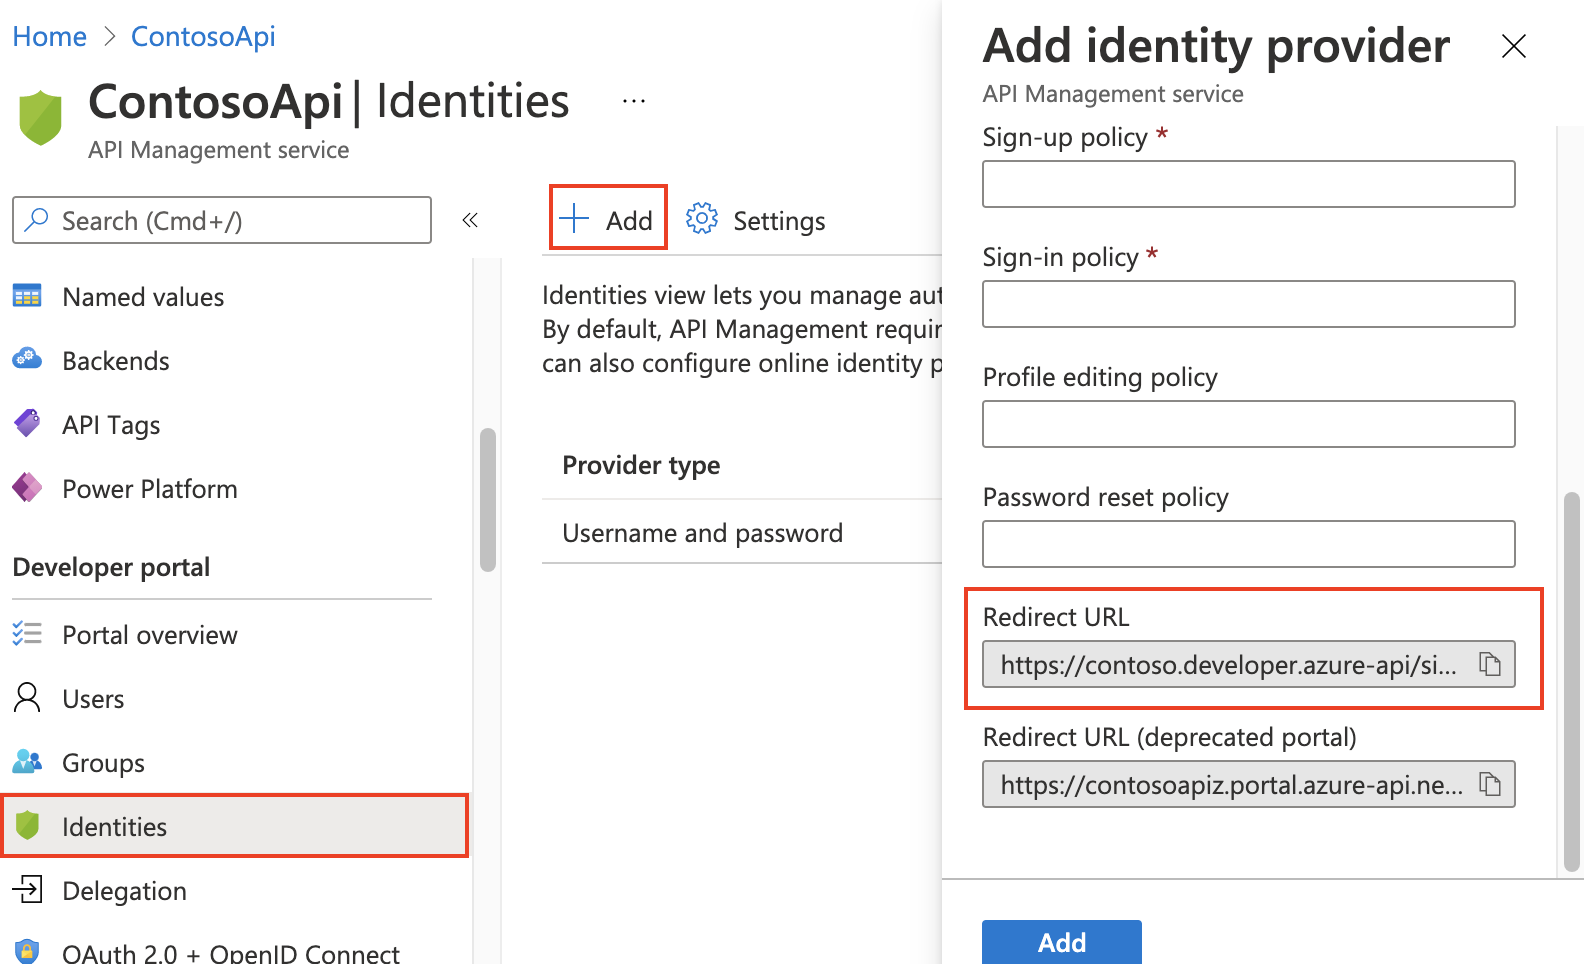 Home > ContosoApi
ContosoApi | Identities ...
API Management service
Search (Cmd+/)
«
Named values
Backends
API Tags
Power Platform
Developer portal
Portal overview
Users
Groups
Identities
Delegation
OAuth 2.0 + OpenID Connect
Add
Settings
Identities view lets you manage aut
By default, API Management requir
can also configure online identity p
Provider type
Username and password
Add identity provider
API Management service
Sign-up policy *
Sign-in policy *
Profile editing policy
Password reset policy
Redirect URL
https://contoso.developer.azure-api/si...
Redirect URL (deprecated portal)
https://contosoapiz.portal.azure-api.ne...
Add